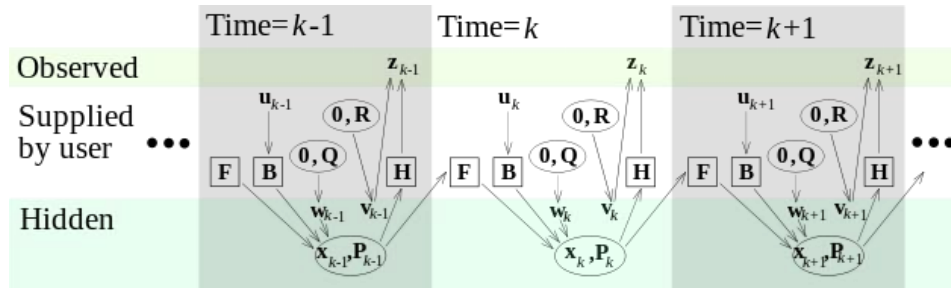 Time=k-1 Time=k Time=k+1
Observed z_{k-1} z_k z_{k+1}
Supplied by user
u_{k-1} u_k u_{k+1}
0,R 0,R 0,R
••• •••
0,Q 0,Q 0,Q
F B H F B H F B H
Hidden
w_{k-1} v_{k-1} w_k v_k w_{k+1} v_{k+1}
x_{k-1},P_{k-1} x_k,P_k x_{k+1},P_{k+1}